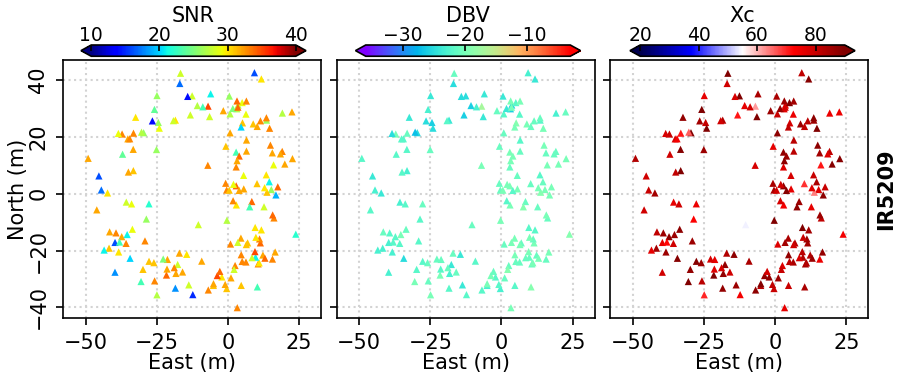 SNR DBV Xc
10 20 30 40 −30 −20 −10 20 40 60 80
40
20
0
−20
−40
North (m)
−50 −25 0 25 −50 −25 0 25 −50 −25 0 25
East (m) East (m) East (m)
IR5209